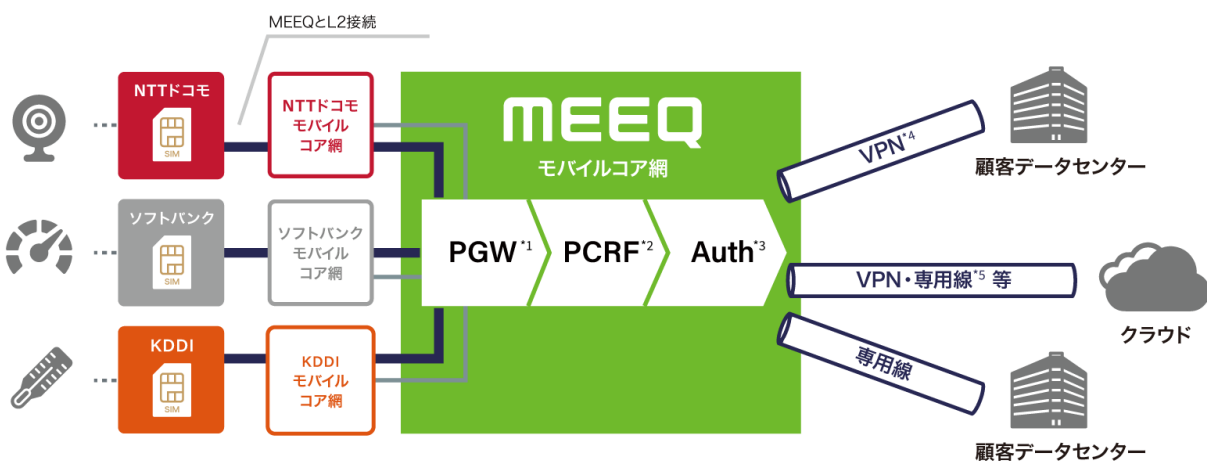 MEEQとL2接続
NTTドコモ
SIM
NTTドコモ
モバイル
コア網
ソフトバンク
SIM
ソフトバンク
モバイル
コア網
KDDI
SIM
KDDI
モバイル
コア網
MEEQ
モバイルコア網
PGW*1
PCRF*2
Auth*3
VPN*4
顧客データセンター
VPN・専用線*5 等
クラウド
専用線
顧客データセンター